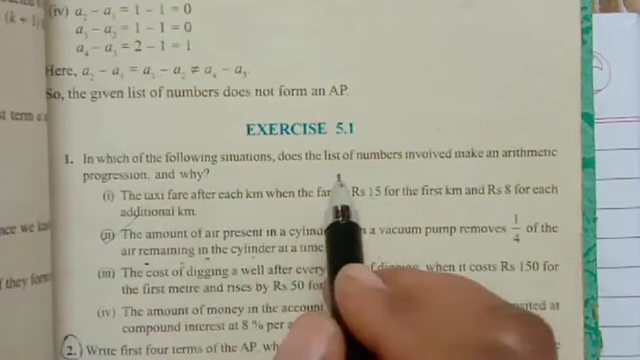 (iv) a₂ – a₁ = 1 – 1 = 0
(k + 1)
a₃ – a₂ = 1 – 1 = 0
a₄ – a₃ = 2 – 1 = 1
Here, a₂ – a₁ = a₃ – a₂ ≠ a₄ – a₃.
So, the given list of numbers does not form an AP.
st term
EXERCISE 5.1
1. In which of the following situations, does the list of numbers involved make an arithmetic
progression, and why?
(i) The taxi fare after each km when the Rs 15 for the first km and Rs 8 for each
additional km.
(ii) The amount of air present in a a vacuum pump removes 1/4 of the
air remaining in the cylinder at a time
(iii) The cost of digging a well after every when it costs Rs 150 for
the first metre and rises by Rs 50 for
(iv) The amount of money in the account at
compound interest at 8 % per
2. Write first four terms of the AP,